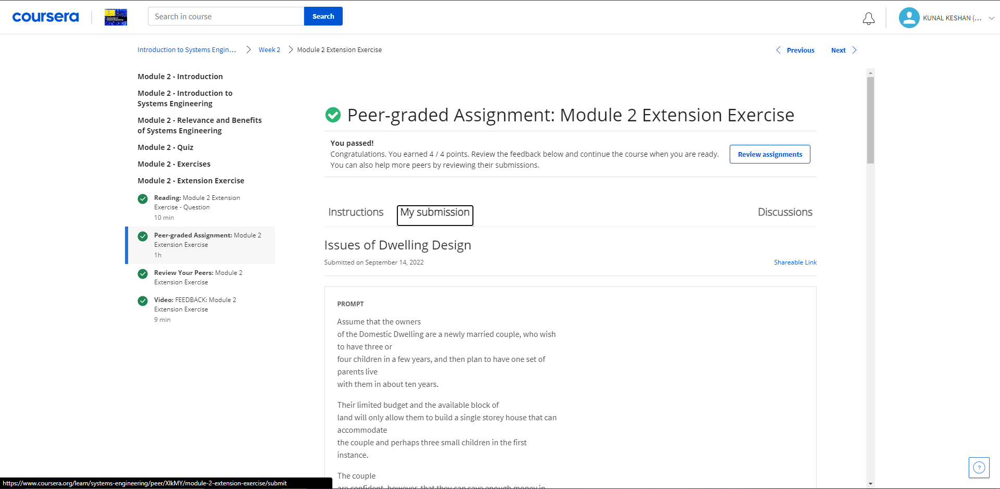 coursera
Search in course
Search
KUNAL KESHAN (...
Introduction to Systems Engin...
Week 2
Module 2 Extension Exercise
Previous
Next
Module 2 - Introduction
Module 2 - Introduction to
Systems Engineering
Module 2 - Relevance and Benefits
of Systems Engineering
Module 2 - Quiz
Module 2 - Exercises
Module 2 - Extension Exercise
Reading: Module 2 Extension
Exercise - Question
10 min
Peer-graded Assignment: Module 2
Extension Exercise
1h
Review Your Peers: Module 2
Extension Exercise
Video: FEEDBACK: Module 2
Extension Exercise
9 min
Peer-graded Assignment: Module 2 Extension Exercise
You passed!
Congratulations. You earned 4 / 4 points. Review the feedback below and continue the course when you are ready.
You can also help more peers by reviewing their submissions.
Review assignments
Instructions
My submission
Discussions
Issues of Dwelling Design
Submitted on September 14, 2022
Shareable Link
PROMPT
Assume that the owners
of the Domestic Dwelling are a newly married couple, who wish
to have three or
four children in a few years, and then plan to have one set of
parents live
with them in about ten years.
Their limited budget and the available block of
land will only allow them to build a single storey house that can
accommodate
the couple and perhaps three small children in the first
instance.
The couple
are confident, however, that they can save enough money in
?
https://www.coursera.org/learn/systems-engineering/peer/XlkMY/module-2-extension-exercise/submit